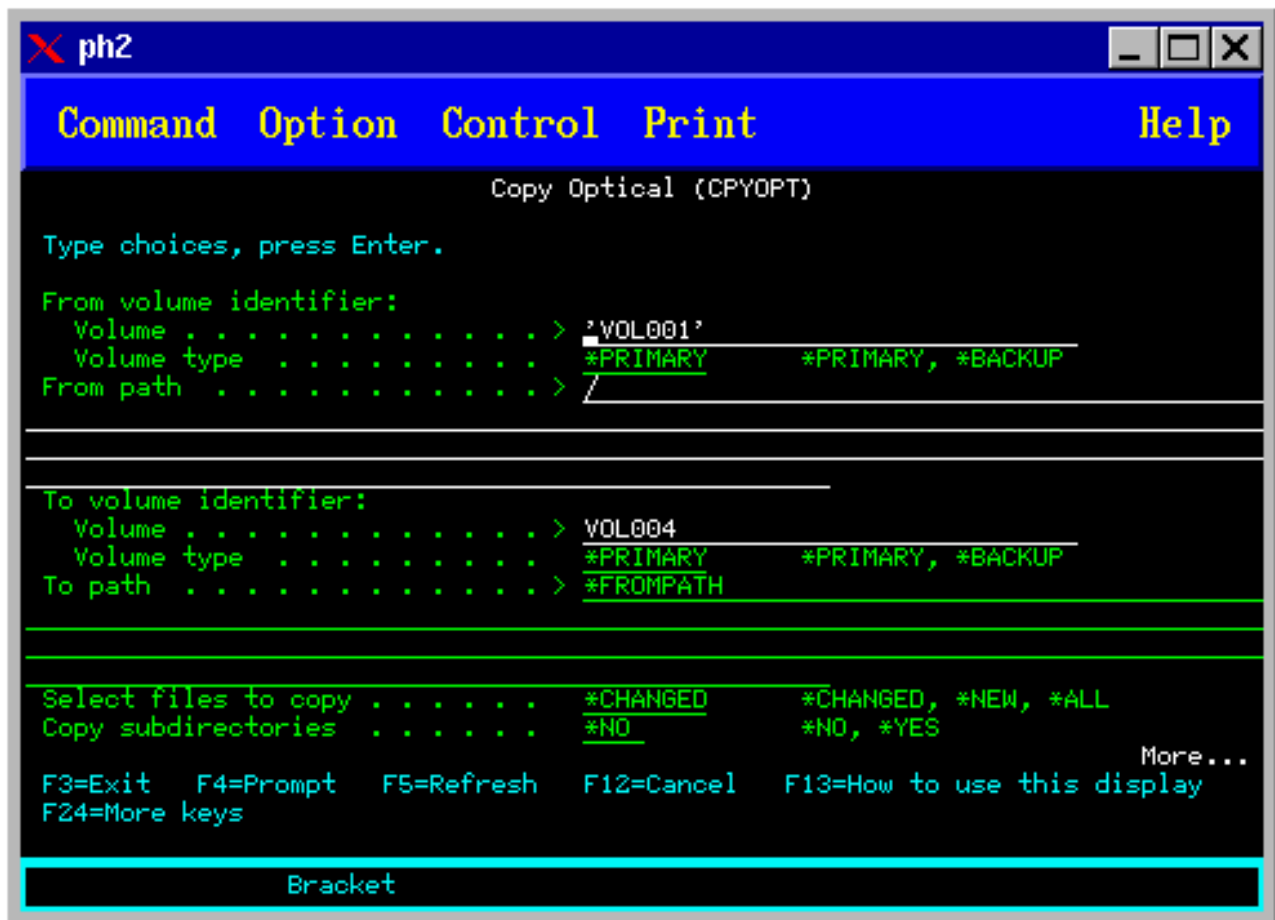 ph2
Command Option Control Print Help
Copy Optical (CPYOPT)
Type choices, press Enter.
From volume identifier:
Volume . . . . . . . . . . . . > 'VOL001'
Volume type . . . . . . . . . *PRIMARY *PRIMARY, *BACKUP
From path . . . . . . . . . . . > /
To volume identifier:
Volume . . . . . . . . . . . . > VOL004
Volume type . . . . . . . . . *PRIMARY *PRIMARY, *BACKUP
To path . . . . . . . . . . . . > *FROMPATH
Select files to copy . . . . . . *CHANGED *CHANGED, *NEW, *ALL
Copy subdirectories . . . . . . *NO *NO, *YES
More...
F3=Exit F4=Prompt F5=Refresh F12=Cancel F13=How to use this display
F24=More keys
Bracket